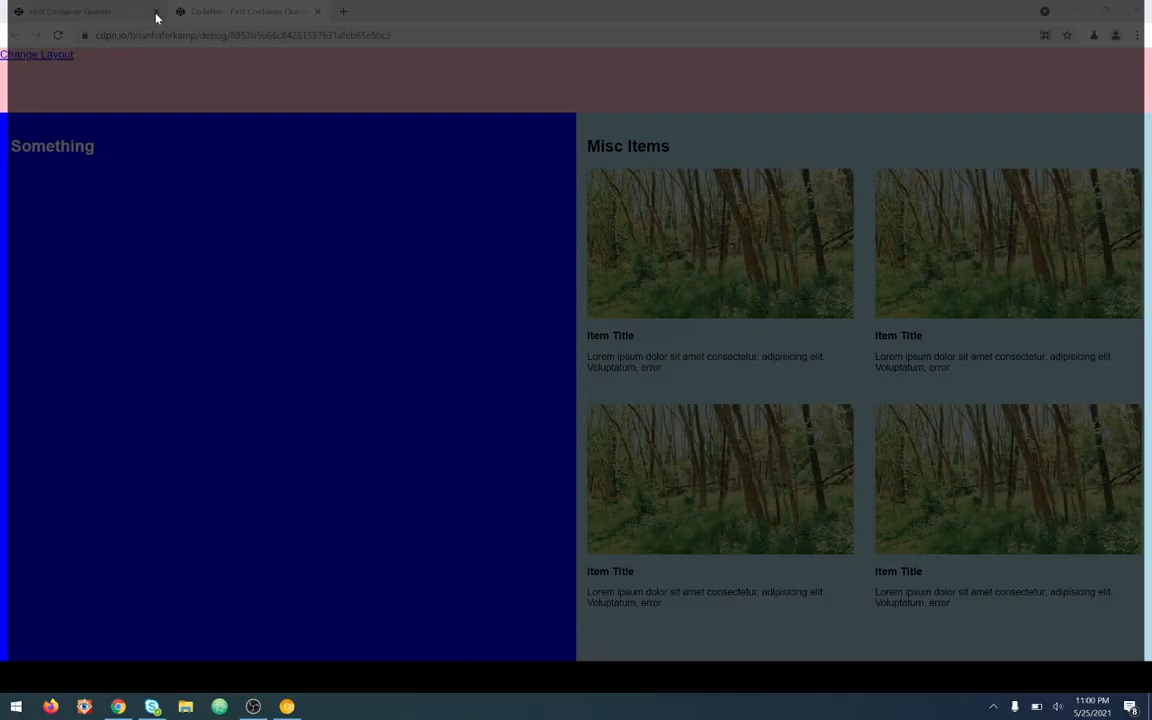 First Container Queries
CodePen - First Container Que
cdpn.io/brianhaferkamp/debug/8853b5b66c84261537631afeb65e5bc3
Change Layout
Something
Misc Items
Item Title
Lorem ipsum dolor sit amet consectetur, adipisicing elit.
Voluptatum, error
Item Title
Lorem ipsum dolor sit amet consectetur, adipisicing elit.
Voluptatum, error
Item Title
Lorem ipsum dolor sit amet consectetur, adipisicing elit.
Voluptatum, error
Item Title
Lorem ipsum dolor sit amet consectetur, adipisicing elit.
Voluptatum, error
11:00 PM
5/25/2021
8